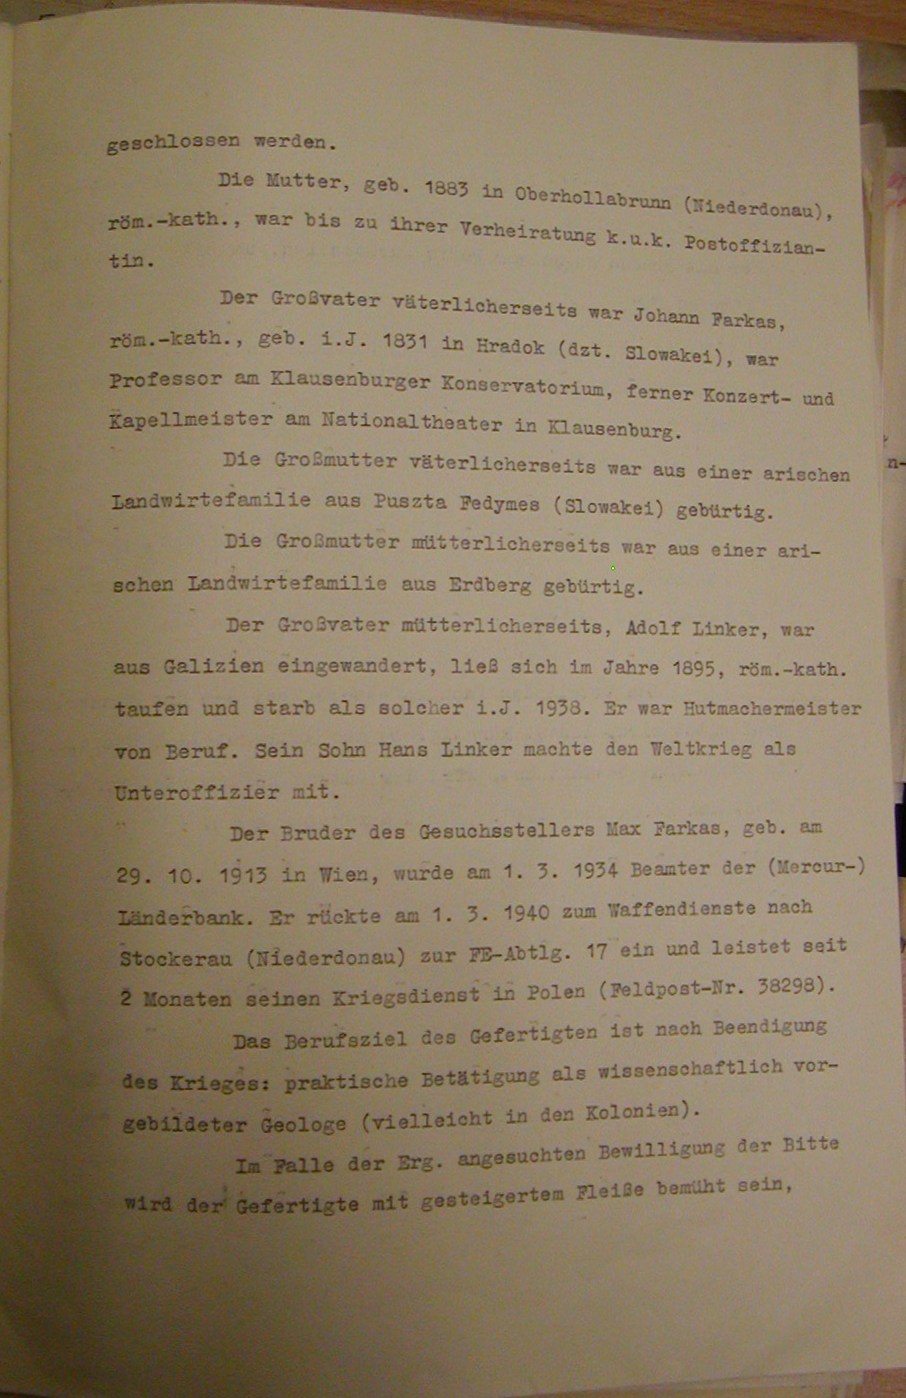 geschlossen werden.
Die Mutter, geb. 1883 in Oberhollabrunn (Niederdonau),
röm.-kath., war bis zu ihrer Verheiratung k.u.k. Postoffizian-
tin.
Der Großvater väterlicherseits war Johann Farkas,
röm.-kath., geb. i.J. 1831 in Hradok (dzt. Slowakei), war
Professor am Klausenburger Konservatorium, ferner Konzert- und
Kapellmeister am Nationaltheater in Klausenburg.
Die Großmutter väterlicherseits war aus einer arischen
Landwirtefamilie aus Puszta Fedymes (Slowakei) gebürtig.
Die Großmutter mütterlicherseits war aus einer ari-
schen Landwirtefamilie aus Erdberg gebürtig.
Der Großvater mütterlicherseits, Adolf Linker, war
aus Galizien eingewandert, ließ sich im Jahre 1895, röm.-kath.
taufen und starb als solcher i.J. 1938. Er war Hutmachermeister
von Beruf. Sein Sohn Hans Linker machte den Weltkrieg als
Unteroffizier mit.
Der Bruder des Gesuchsstellers Max Farkas, geb. am
29. 10. 1913 in Wien, wurde am 1. 3. 1934 Beamter der (Mercur-)
Länderbank. Er rückte am 1. 3. 1940 zum Waffendienste nach
Stockerau (Niederdonau) zur FE-Abtlg. 17 ein und leistet seit
2 Monaten seinen Kriegsdienst in Polen (Feldpost-Nr. 38298).
Das Berufsziel des Gefertigten ist nach Beendigung
des Krieges: praktische Betätigung als wissenschaftlich vor-
gebildeter Geologe (vielleicht in den Kolonien).
Im Falle der Erg. angesuchten Bewilligung der Bitte
wird der Gefertigte mit gesteigertem Fleiße bemüht sein,